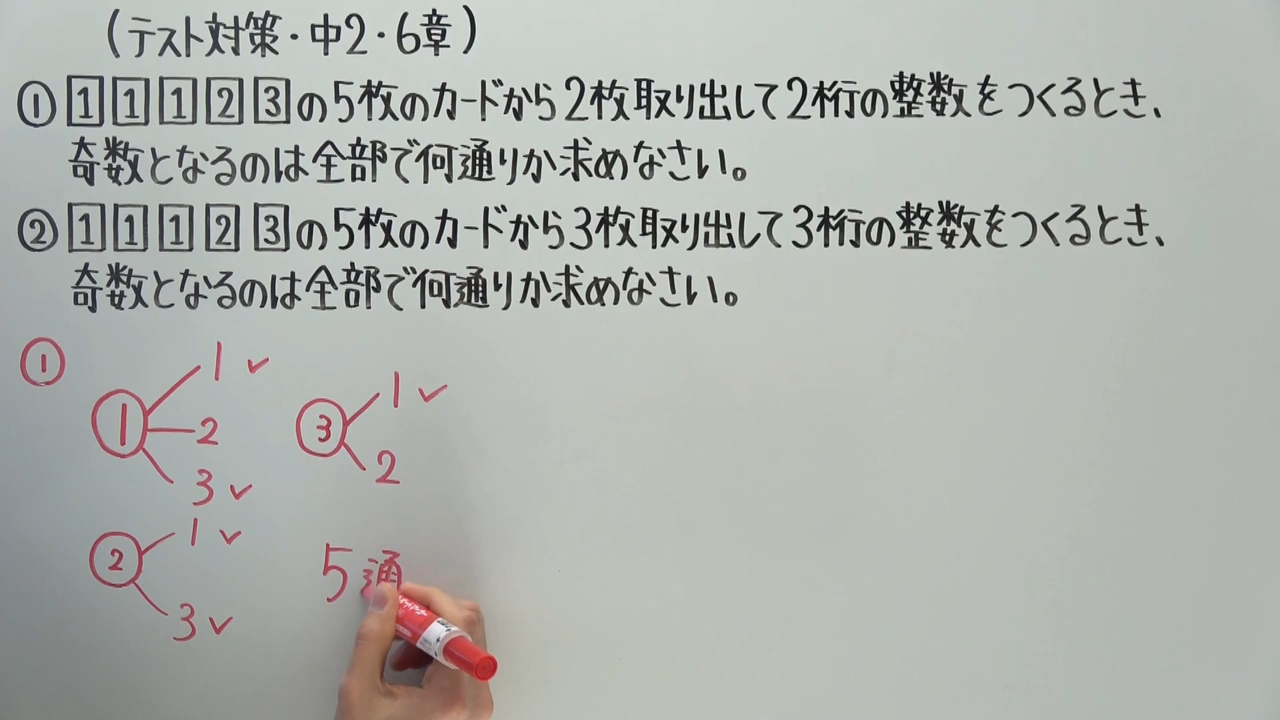 (テスト対策・中2・6章)
① 1 1 1 2 3 の5枚のカードから2枚取り出して2桁の整数をつくるとき、
奇数となるのは全部で何通りか求めなさい。
② 1 1 1 2 3 の5枚のカードから3枚取り出して3桁の整数をつくるとき、
奇数となるのは全部で何通りか求めなさい。
①
1 1 ✓
2
3 ✓
3 1 ✓
2
2 1 ✓
3 ✓
5通